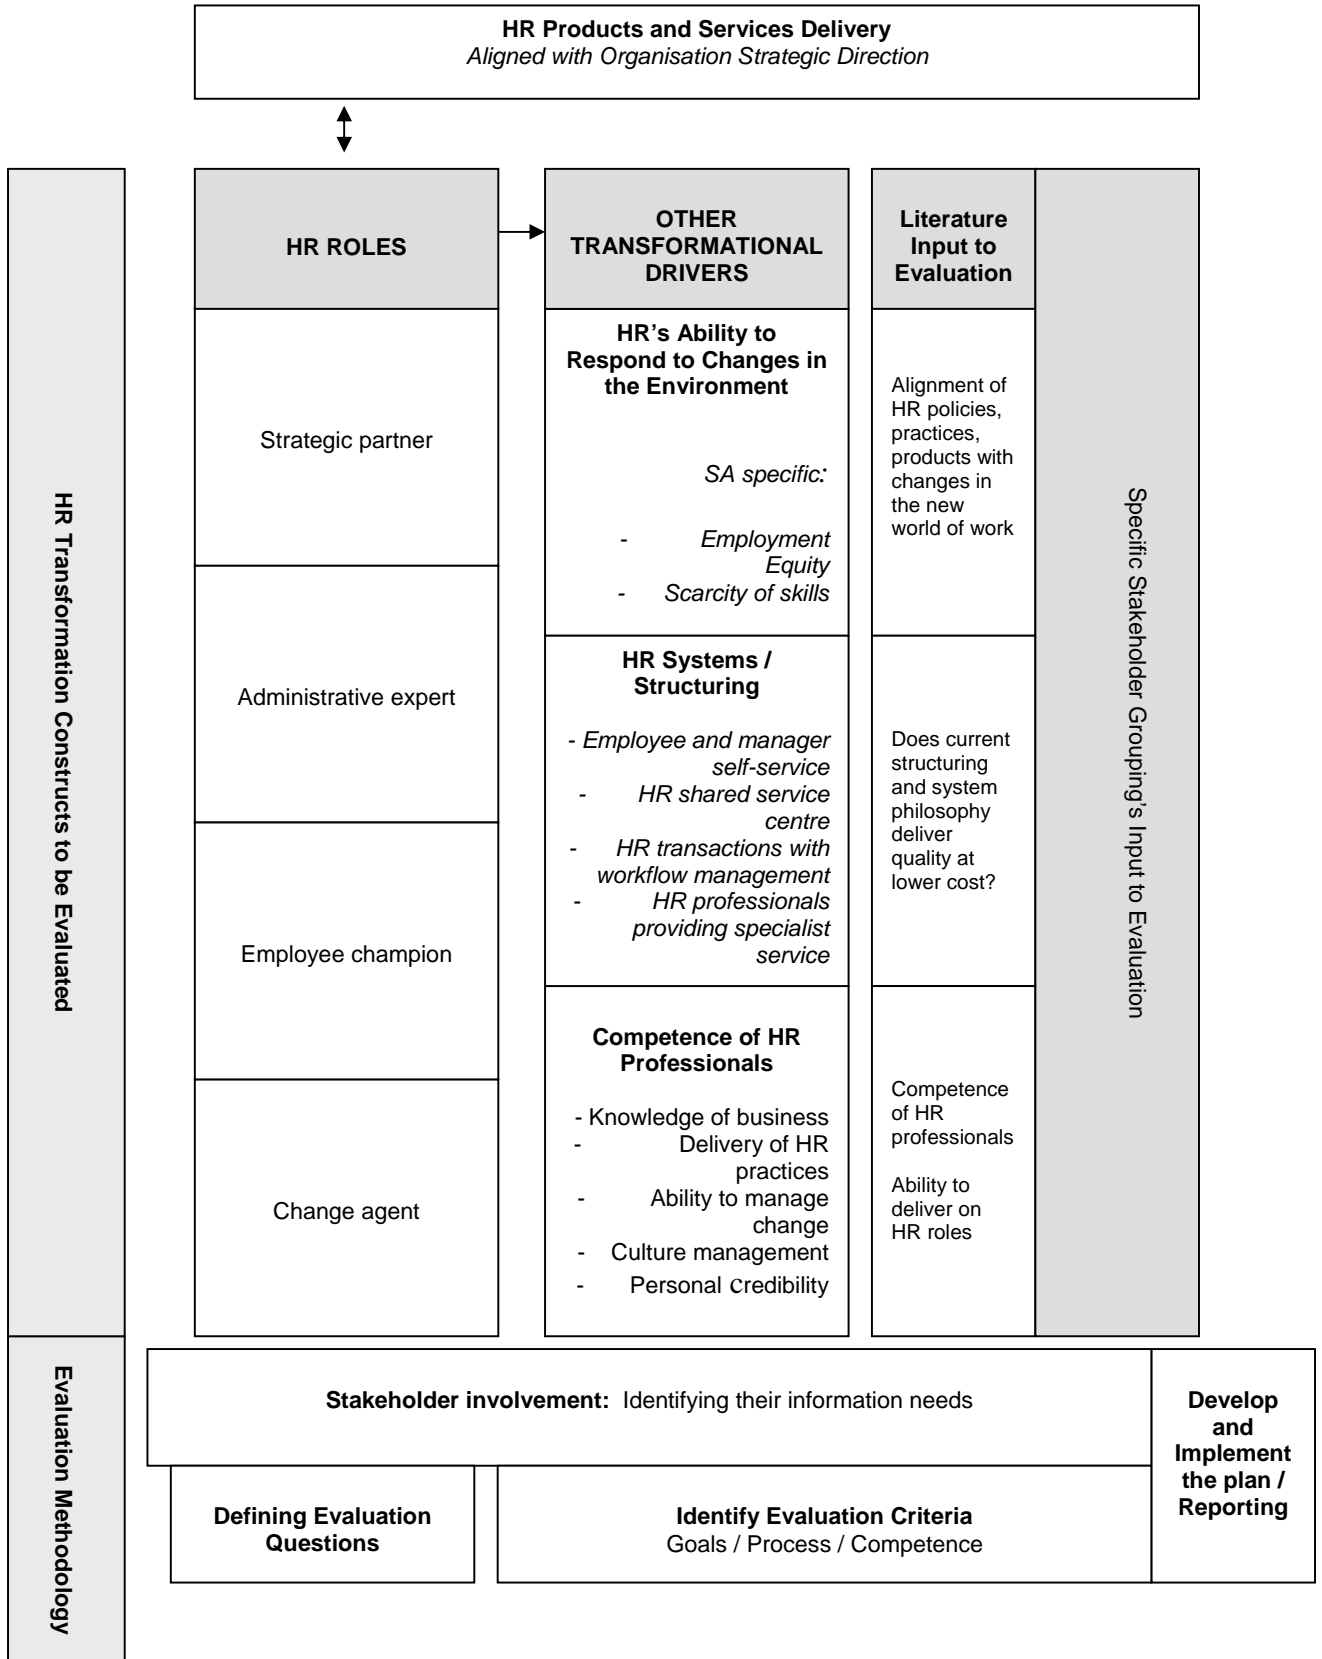 HR Products and Services Delivery
Aligned with Organisation Strategic Direction
HR Transformation Constructs to be Evaluated
HR ROLES
Strategic partner
Administrative expert
Employee champion
Change agent
OTHER
TRANSFORMATIONAL
DRIVERS
HR’s Ability to
Respond to Changes in
the Environment
SA specific:
- Employment
Equity
- Scarcity of skills
HR Systems /
Structuring
- Employee and manager
self-service
- HR shared service
centre
- HR transactions with
workflow management
- HR professionals
providing specialist
service
Competence of HR
Professionals
- Knowledge of business
- Delivery of HR
practices
- Ability to manage
change
- Culture management
- Personal credibility
Literature
Input to
Evaluation
Alignment of
HR policies,
practices,
products with
changes in
the new
world of work
Does current
structuring
and system
philosophy
deliver
quality at
lower cost?
Competence
of HR
professionals
Ability to
deliver on
HR roles
Specific Stakeholder Grouping’s Input to Evaluation
Evaluation Methodology
Stakeholder involvement: Identifying their information needs
Defining Evaluation
Questions
Identify Evaluation Criteria
Goals / Process / Competence
Develop
and
Implement
the plan /
Reporting